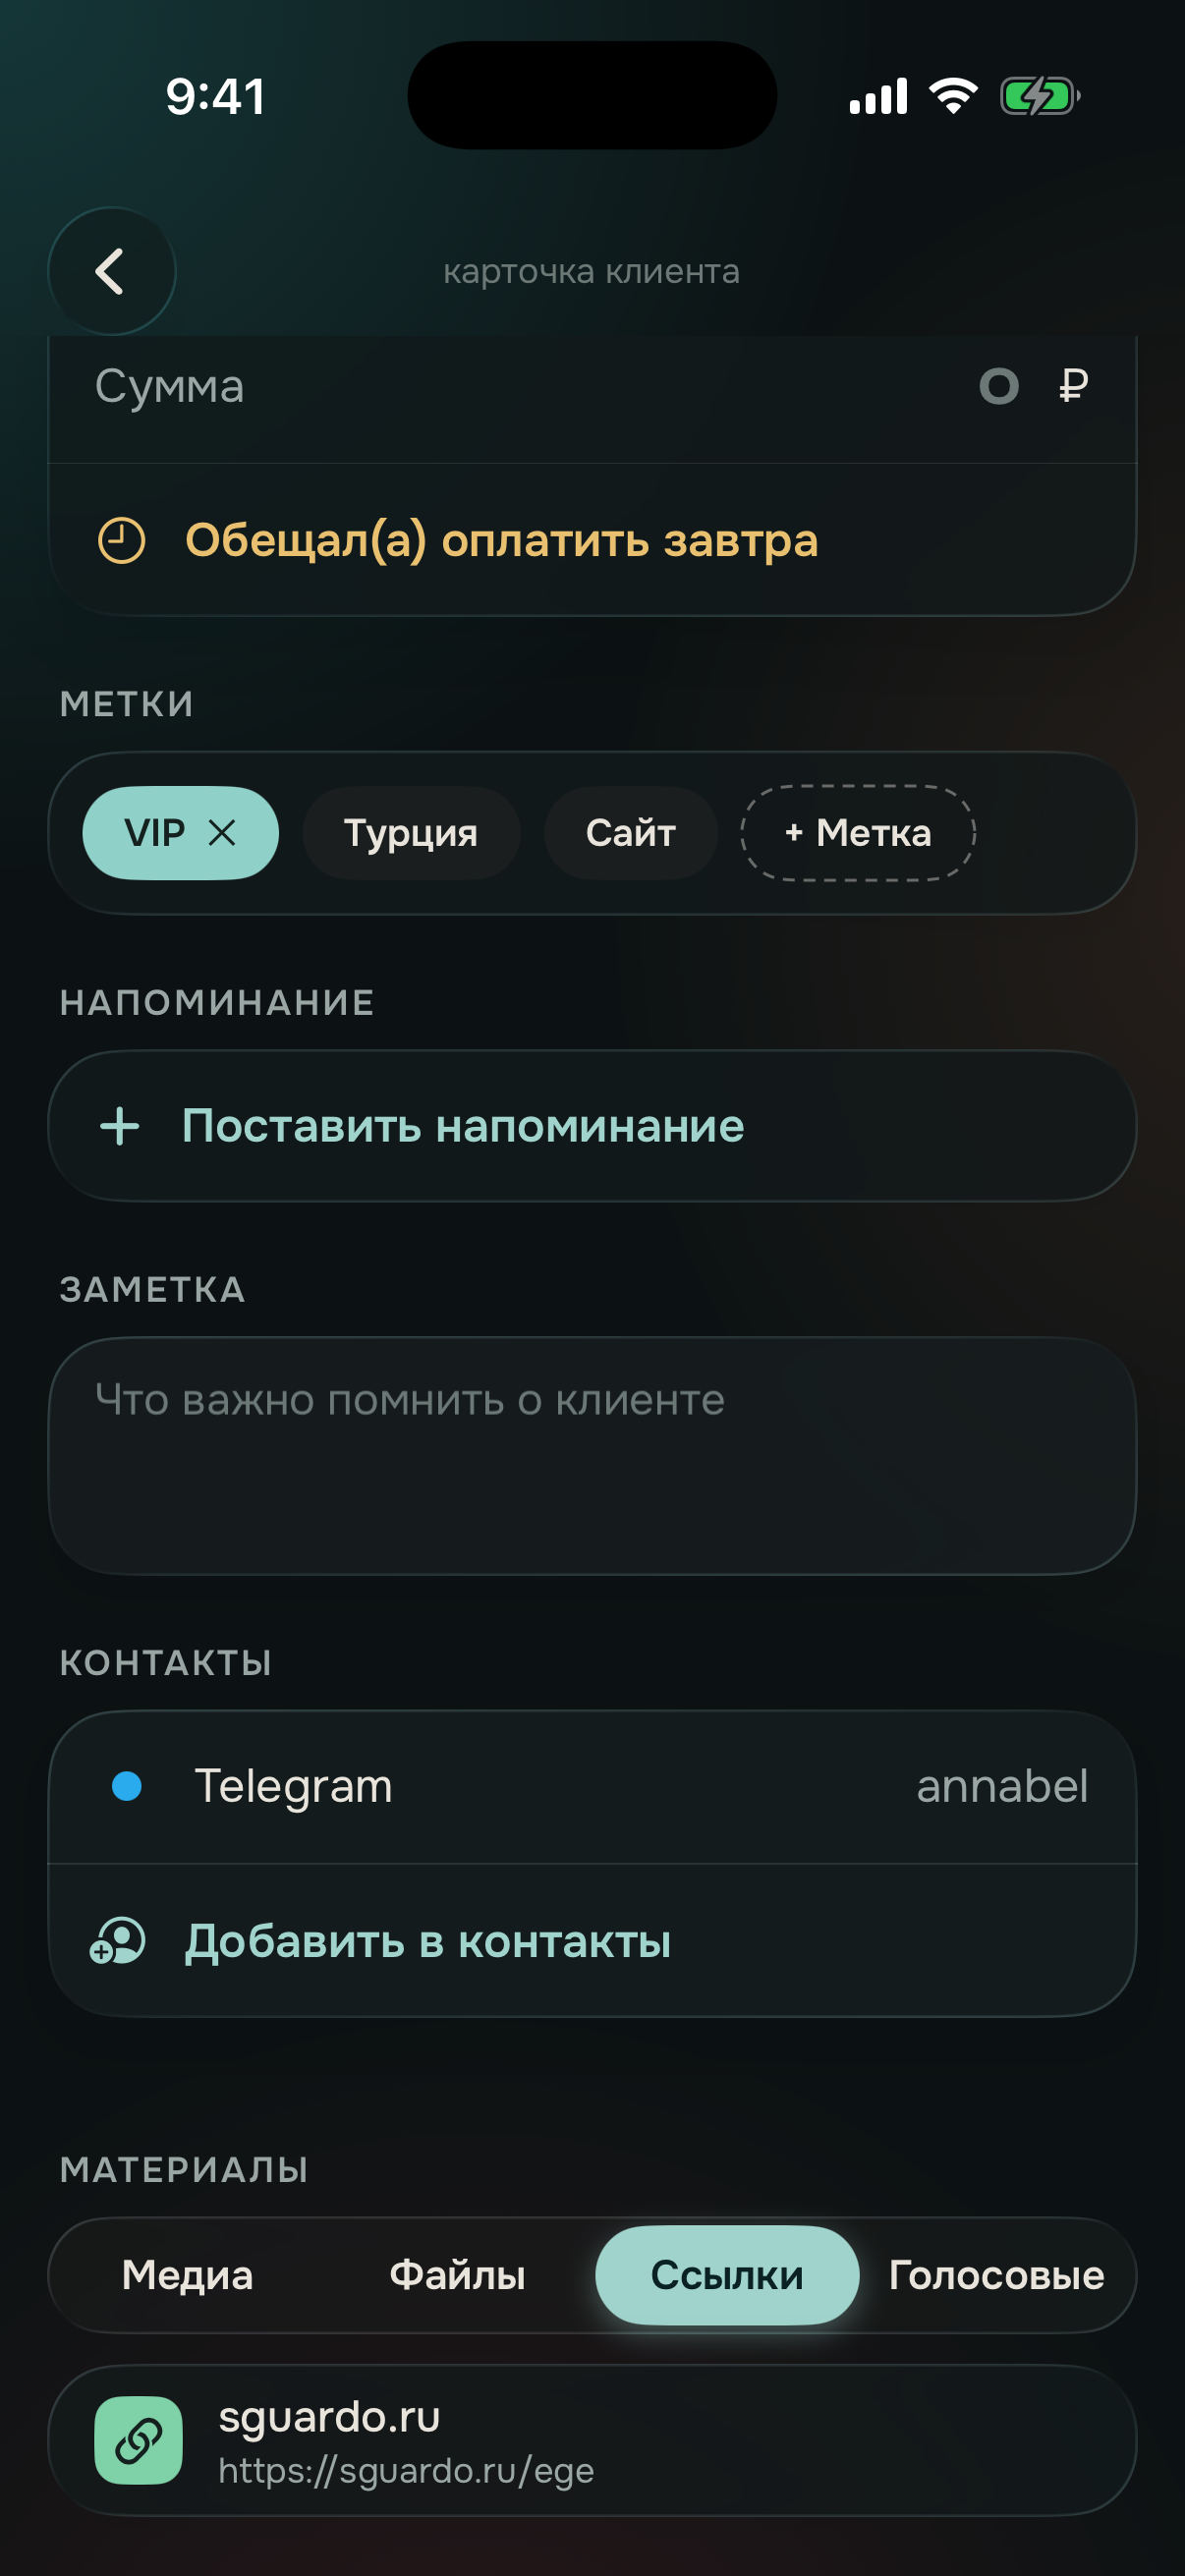 9:41
карточка клиента
Сумма 0 ₽
Обещал(а) оплатить завтра
МЕТКИ
VIP Турция Сайт + Метка
НАПОМИНАНИЕ
Поставить напоминание
ЗАМЕТКА
Что важно помнить о клиенте
КОНТАКТЫ
Telegram annabel
Добавить в контакты
МАТЕРИАЛЫ
Медиа Файлы Ссылки Голосовые
sguardo.ru
https://sguardo.ru/ege